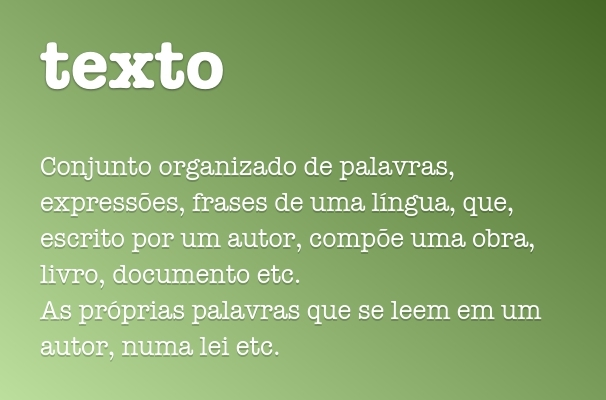 texto
Conjunto organizado de palavras,
expressões, frases de uma língua, que,
escrito por um autor, compõe uma obra,
livro, documento etc.
As próprias palavras que se leem em um
autor, numa lei etc.